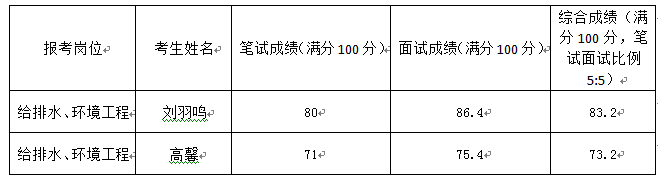 报考岗位 考生姓名 笔试成绩（满分100分） 面试成绩（满分100分） 综合成绩（满分100分，笔试面试比例5:5）
给排水、环境工程 刘羽鸣 80 86.4 83.2
给排水、环境工程 高馨 71 75.4 73.2